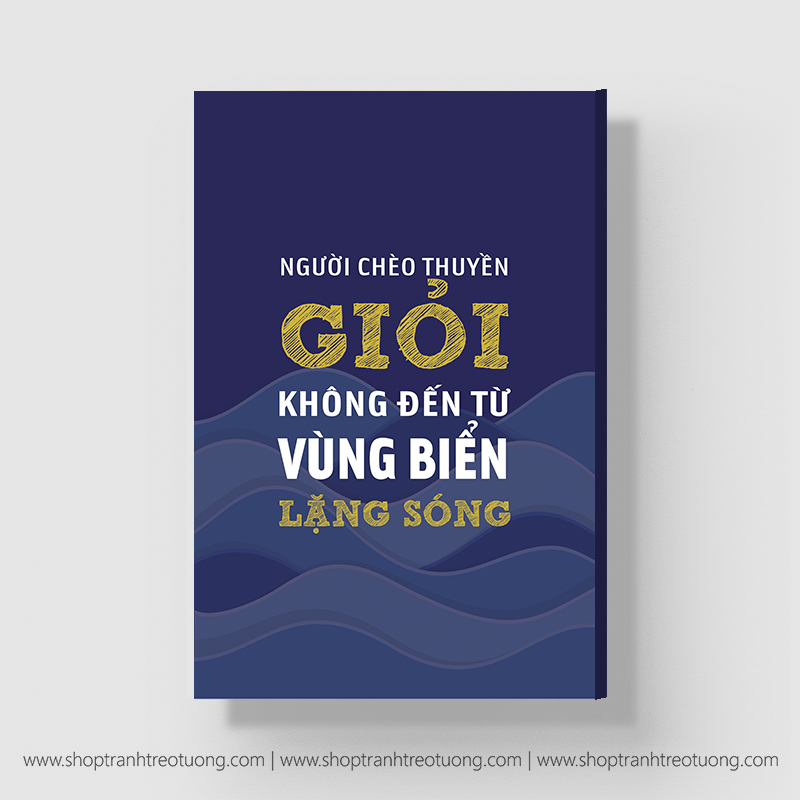 NGƯỜI CHÈO THUYỀN
GIỎI
KHÔNG ĐẾN TỪ
VÙNG BIỂN
LẶNG SÓNG
www.shoptranhtreotuong.com | www.shoptranhtreotuong.com | www.shoptranhtreotuong.com